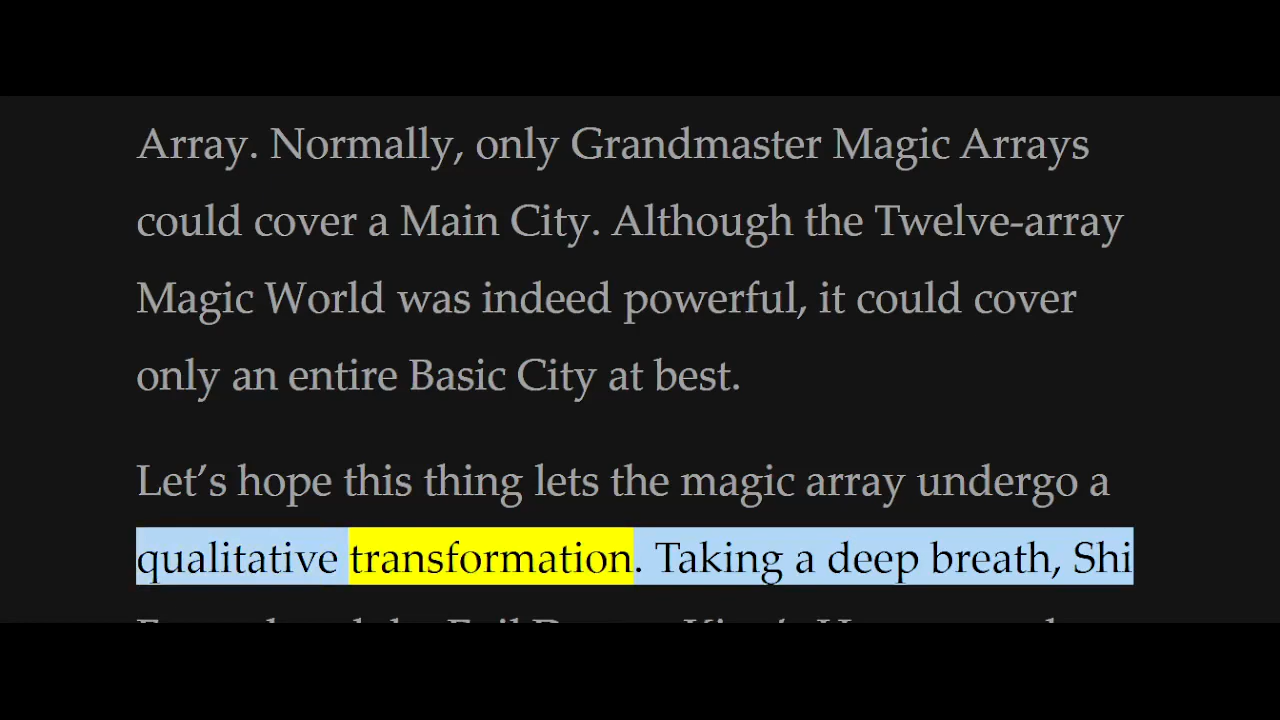 Array. Normally, only Grandmaster Magic Arrays
could cover a Main City. Although the Twelve-array
Magic World was indeed powerful, it could cover
only an entire Basic City at best.
Let’s hope this thing lets the magic array undergo a
qualitative transformation. Taking a deep breath, Shi